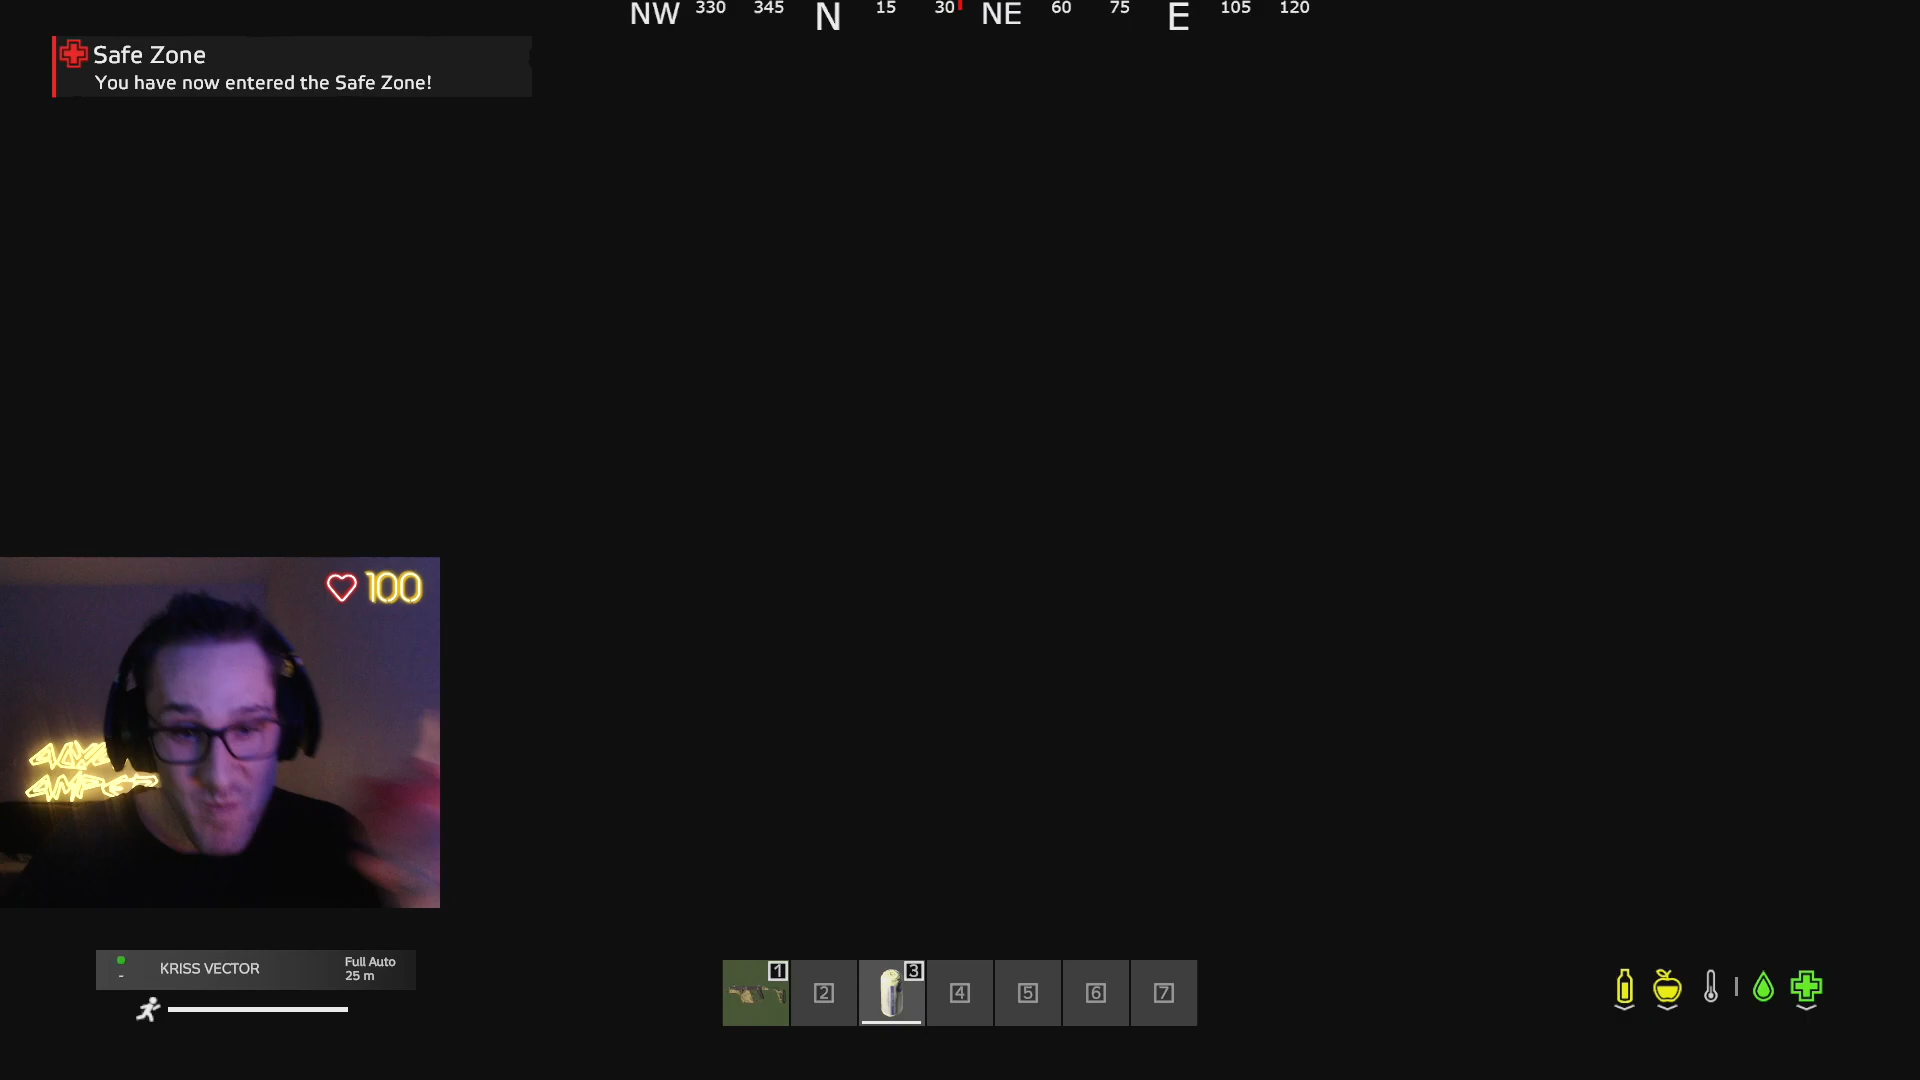 NW 330 345 N 15 30 NE 60 75 E 105 120
Safe Zone
You have now entered the Safe Zone!
100
- KRISS VECTOR Full Auto
25 m
1 2 3 4 5 6 7